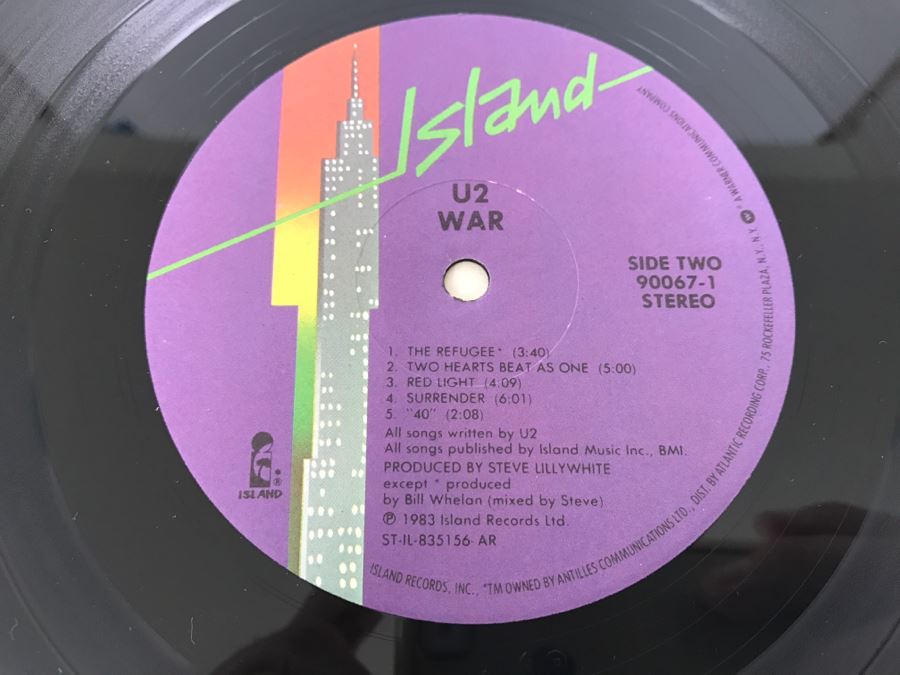 Island
U2
WAR
SIDE TWO
90067-1
STEREO
1. THE REFUGEE* (3:40)
2. TWO HEARTS BEAT AS ONE (5:00)
3. RED LIGHT (4:09)
4. SURRENDER (6:01)
5. "40" (2:08)
All songs written by U2
All songs published by Island Music Inc., BMI.
PRODUCED BY STEVE LILLYWHITE
except * produced
by Bill Whelan (mixed by Steve)
℗ 1983 Island Records Ltd.
ST-IL-835156-AR
ISLAND®
ISLAND RECORDS, INC., *TM OWNED BY ANTILLES COMMUNICATIONS LTD., DIST. BY ATLANTIC RECORDING CORP., 75 ROCKEFELLER PLAZA, N.Y., N.Y. ® A WARNER COMMUNICATIONS COMPANY